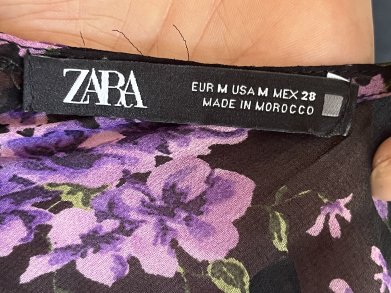 ZARA
EUR M USA M MEX 28
MADE IN MOROCCO